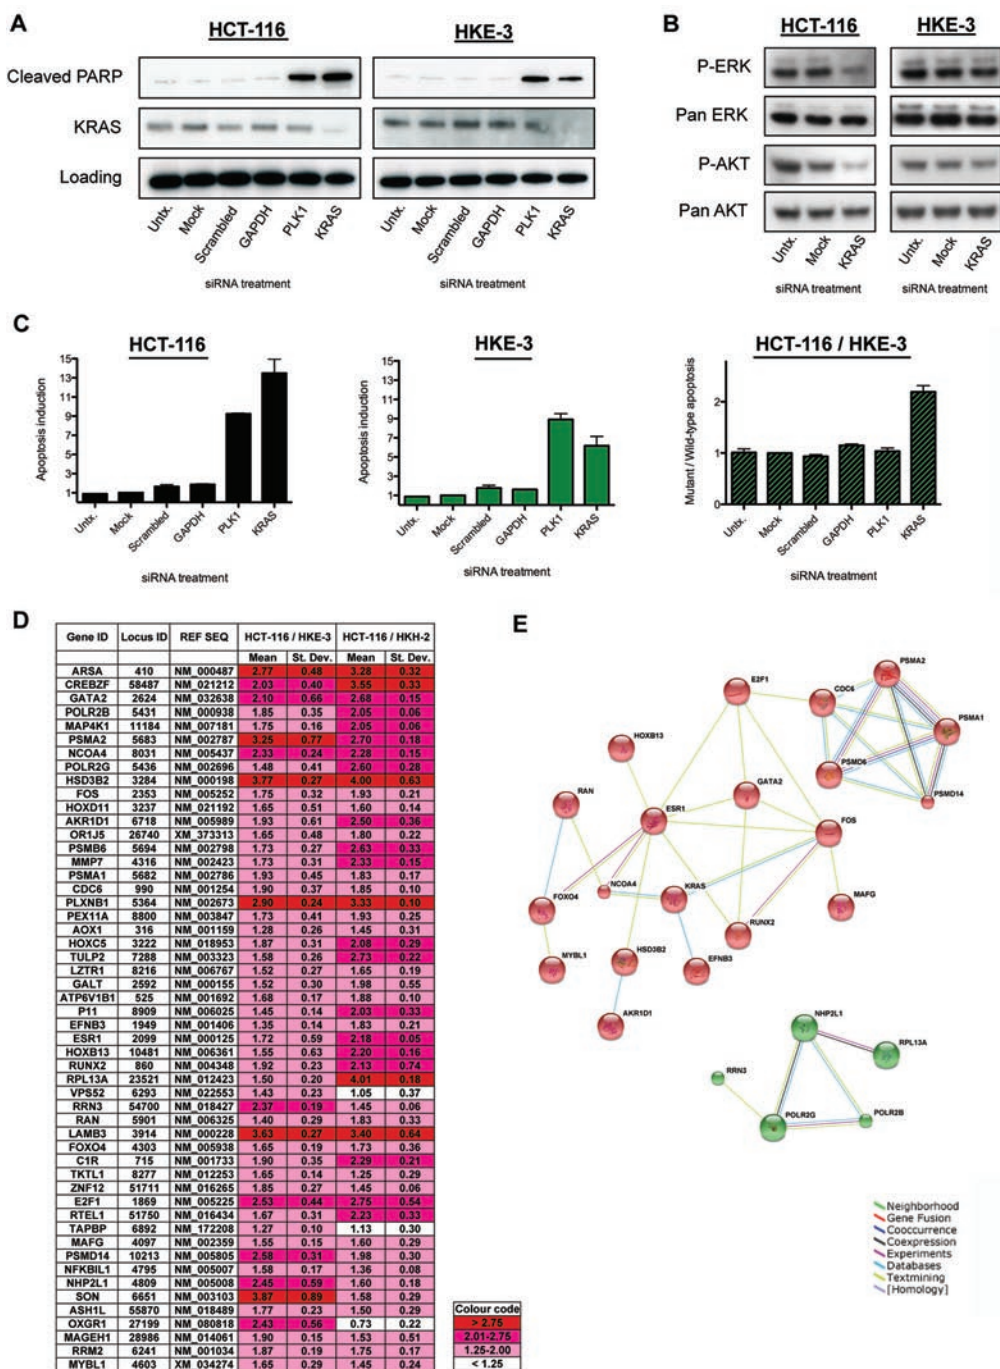 A
HCT-116
HKE-3
Cleaved PARP
KRAS
Loading
Untx.
Mock
Scrambled
GAPDH
PLK1
KRAS
Untx.
Mock
Scrambled
GAPDH
PLK1
KRAS
siRNA treatment
siRNA treatment
B
HCT-116
HKE-3
P-ERK
Pan ERK
P-AKT
Pan AKT
Untx.
Mock
KRAS
Untx.
Mock
KRAS
siRNA treatment
siRNA treatment
C
HCT-116
Apoptosis induction
15
13
11
9
7
5
3
1
Untx.
Mock
Scrambled
GAPDH
PLK1
KRAS
siRNA treatment
HKE-3
Apoptosis induction
15
13
11
9
7
5
3
1
Untx.
Mock
Scrambled
GAPDH
PLK1
KRAS
siRNA treatment
HCT-116 / HKE-3
Mutant / Wild-type apoptosis
2
1
0
Untx.
Mock
Scrambled
GAPDH
PLK1
KRAS
siRNA treatment
D
Gene ID Locus ID REF SEQ HCT-116 / HKE-3 HCT-116 / HKH-2
Mean St. Dev. Mean St. Dev.
ARSA 410 NM_000487 2.77 0.48 3.28 0.32
CREBZF 58487 NM_021212 2.03 0.40 3.55 0.33
GATA2 2624 NM_032638 2.10 0.66 2.68 0.15
POLR2B 5431 NM_000938 1.85 0.35 2.05 0.06
MAP4K1 11184 NM_007181 1.75 0.16 2.05 0.06
PSMA2 5683 NM_002787 3.25 0.77 2.70 0.18
NCOA4 8031 NM_005437 2.33 0.24 2.28 0.15
POLR2G 5436 NM_002696 1.48 0.41 2.60 0.28
HSD3B2 3284 NM_000198 3.77 0.27 4.00 0.63
FOS 2353 NM_005252 1.75 0.32 1.93 0.21
HOXD11 3237 NM_021192 1.65 0.51 1.60 0.14
AKR1D1 6718 NM_005989 1.93 0.61 2.50 0.36
OR1J5 26740 XM_373313 1.65 0.48 1.80 0.22
PSMB6 5694 NM_002798 1.73 0.27 2.63 0.33
MMP7 4316 NM_002423 1.73 0.31 2.33 0.15
PSMA1 5682 NM_002786 1.93 0.45 1.83 0.17
CDC6 990 NM_001254 1.90 0.37 1.85 0.10
PLXNB1 5364 NM_002673 2.90 0.24 3.33 0.10
PEX11A 8800 NM_003847 1.73 0.41 1.93 0.25
AOX1 316 NM_001159 1.28 0.26 1.45 0.31
HOXC5 3222 NM_018953 1.87 0.31 2.08 0.29
TULP2 7288 NM_003323 1.58 0.26 2.73 0.22
LZTR1 8216 NM_006767 1.52 0.27 1.65 0.19
GALT 2592 NM_000155 1.52 0.30 1.98 0.55
ATP6V1B1 525 NM_001692 1.68 0.17 1.88 0.10
P11 8909 NM_006025 1.45 0.14 2.03 0.33
EFNB3 1949 NM_001406 1.35 0.14 1.83 0.21
ESR1 2099 NM_000125 1.72 0.59 2.18 0.05
HOXB13 10481 NM_006361 1.55 0.63 2.20 0.16
RUNX2 860 NM_004348 1.92 0.23 2.13 0.74
RPL13A 23521 NM_012423 1.50 0.20 4.01 0.18
VPS52 6293 NM_022553 1.43 0.23 1.05 0.37
RRN3 54700 NM_018427 2.37 0.19 1.45 0.06
RAN 5901 NM_006325 1.40 0.29 1.83 0.33
LAMB3 3914 NM_000228 3.63 0.27 3.40 0.64
FOXO4 4303 NM_005938 1.65 0.19 1.73 0.36
C1R 715 NM_001733 1.90 0.35 2.29 0.21
TKTL1 8277 NM_012253 1.65 0.14 1.25 0.29
ZNF12 51711 NM_016265 1.85 0.27 1.45 0.06
E2F1 1869 NM_005225 2.53 0.44 2.75 0.54
RTEL1 51750 NM_016434 1.67 0.31 2.23 0.33
TAPBP 6892 NM_172208 1.27 0.10 1.13 0.30
MAFG 4097 NM_002359 1.55 0.15 1.60 0.29
PSMD14 10213 NM_005805 2.58 0.31 1.98 0.30
NFKBIL1 4795 NM_005007 1.58 0.17 1.36 0.08
NHP2L1 4809 NM_005008 2.45 0.59 1.60 0.18
SON 6651 NM_003103 3.87 0.89 1.58 0.29
ASH1L 55870 NM_018489 1.77 0.23 1.50 0.29
OXGR1 27199 NM_080818 2.43 0.56 0.73 0.22
MAGEH1 28986 NM_014061 1.90 0.15 1.53 0.51
RRM2 6241 NM_001034 1.87 0.19 1.75 0.17
MYBL1 4603 XM_034274 1.65 0.29 1.45 0.24
Colour code
> 2.75
2.01-2.75
1.25-2.00
< 1.25
E
PSMA2
E2F1
CDC6
PSMA1
HOXB13
PSMD6
GATA2
PSMD14
RAN
ESR1
FOS
NCOA4
KRAS
FOXO4
MAFG
RUNX2
HSD3B2
MYBL1
EFNB3
AKR1D1
NHP2L1
RPL13A
RRN3
POLR2B
POLR2G
Neighborhood
Gene Fusion
Cooccurrence
Coexpression
Experiments
Databases
Textmining
[Homology]